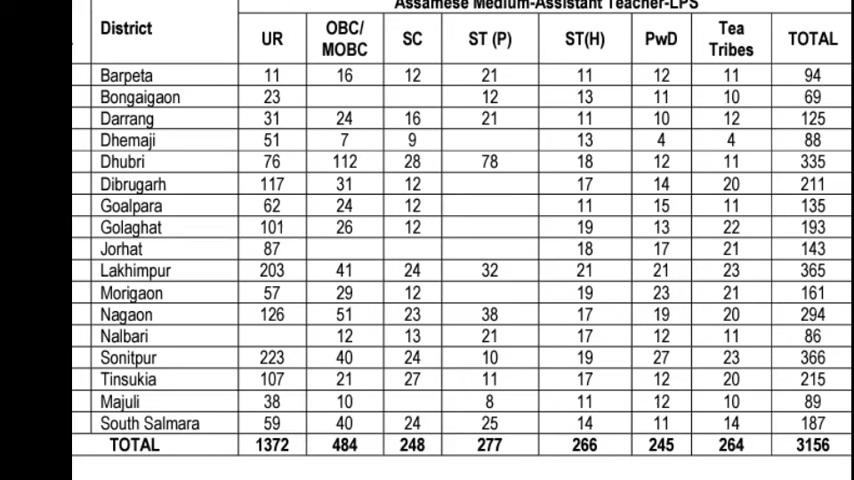 Assamese Medium-Assistant Teacher-LPS
District UR OBC/ MOBC SC ST (P) ST(H) PwD Tea Tribes TOTAL
Barpeta 11 16 12 21 11 12 11 94
Bongaigaon 23 12 13 11 10 69
Darrang 31 24 16 21 11 10 12 125
Dhemaji 51 7 9 13 4 4 88
Dhubri 76 112 28 78 18 12 11 335
Dibrugarh 117 31 12 17 14 20 211
Goalpara 62 24 12 11 15 11 135
Golaghat 101 26 12 19 13 22 193
Jorhat 87 18 17 21 143
Lakhimpur 203 41 24 32 21 21 23 365
Morigaon 57 29 12 19 23 21 161
Nagaon 126 51 23 38 17 19 20 294
Nalbari 12 13 21 17 12 11 86
Sonitpur 223 40 24 10 19 27 23 366
Tinsukia 107 21 27 11 17 12 20 215
Majuli 38 10 8 11 12 10 89
South Salmara 59 40 24 25 14 11 14 187
TOTAL 1372 484 248 277 266 245 264 3156